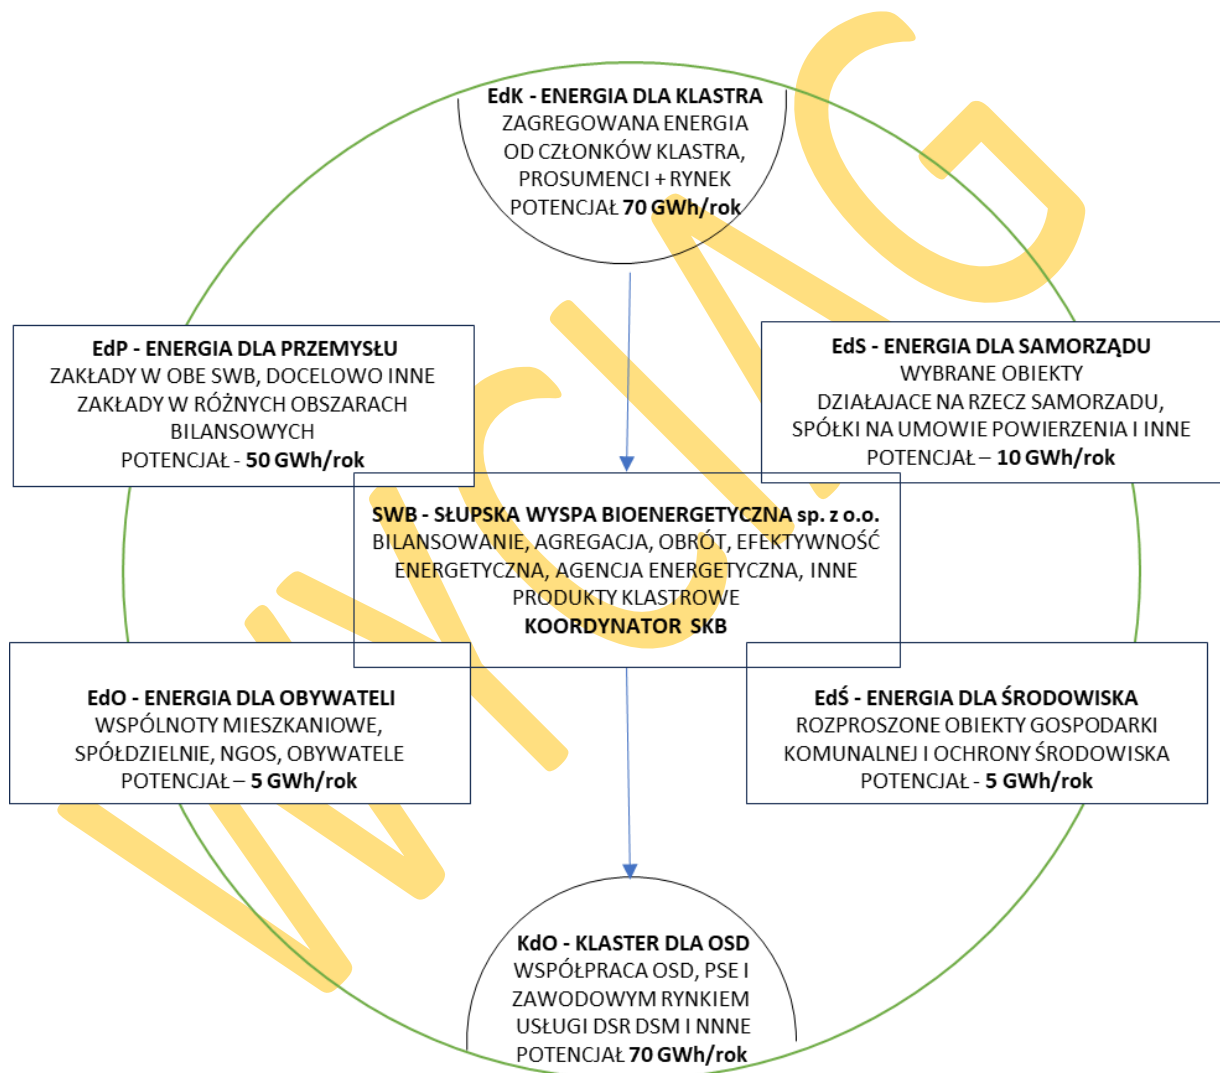 EdK - ENERGIA DLA KLASTRA
ZAGREGOWANA ENERGIA
OD CZŁONKÓW KLASTRA,
PROSUMENCI + RYNEK
POTENCJAŁ 70 GWh/rok
EdP - ENERGIA DLA PRZEMYSŁU
ZAKŁADY W OBE SWB, DOCELOWO INNE
ZAKŁADY W RÓŻNYCH OBSZARACH
BILANSOWYCH
POTENCJAŁ - 50 GWh/rok
EdS - ENERGIA DLA SAMORZĄDU
WYBRANE OBIEKTY
DZIAŁAJACE NA RZECZ SAMORZADU,
SPÓŁKI NA UMOWIE POWIERZENIA I INNE
POTENCJAŁ – 10 GWh/rok
SWB - SŁUPSKA WYSPA BIOENERGETYCZNA sp. z o.o.
BILANSOWANIE, AGREGACJA, OBRÓT, EFEKTYWNOŚĆ
ENERGETYCZNA, AGENCJA ENERGETYCZNA, INNE
PRODUKTY KLASTROWE
KOORDYNATOR SKB
EdO - ENERGIA DLA OBYWATELI
WSPÓLNOTY MIESZKANIOWE,
SPÓŁDZIELNIE, NGOS, OBYWATELE
POTENCJAŁ – 5 GWh/rok
EdŚ - ENERGIA DLA ŚRODOWISKA
ROZPROSZONE OBIEKTY GOSPODARKI
KOMUNALNEJ I OCHRONY ŚRODOWISKA
POTENCJAŁ - 5 GWh/rok
KdO - KLASTER DLA OSD
WSPÓŁPRACA OSD, PSE I
ZAWODOWYM RYNKIEM
USŁUGI DSR DSM I NNNE
POTENCJAŁ 70 GWh/rok
WYCIĄG